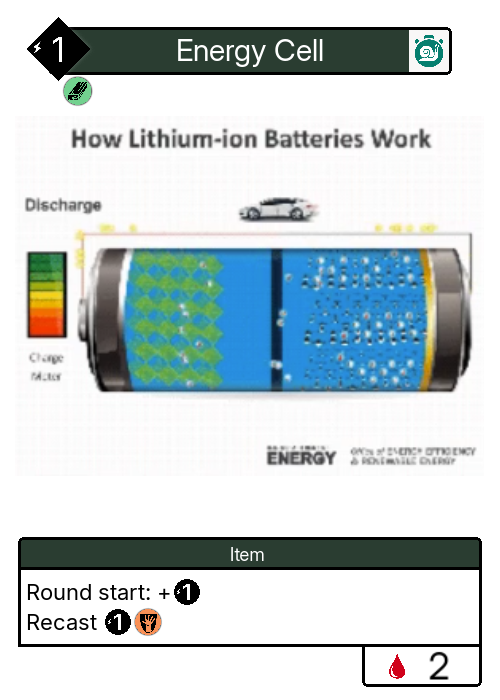 1
Energy Cell
How Lithium-ion Batteries Work
Discharge
Charge
Meter
ENERGY
Office of ENERGY EFFICIENCY
& RENEWABLE ENERGY
Item
Round start: + 1
Recast 1
2